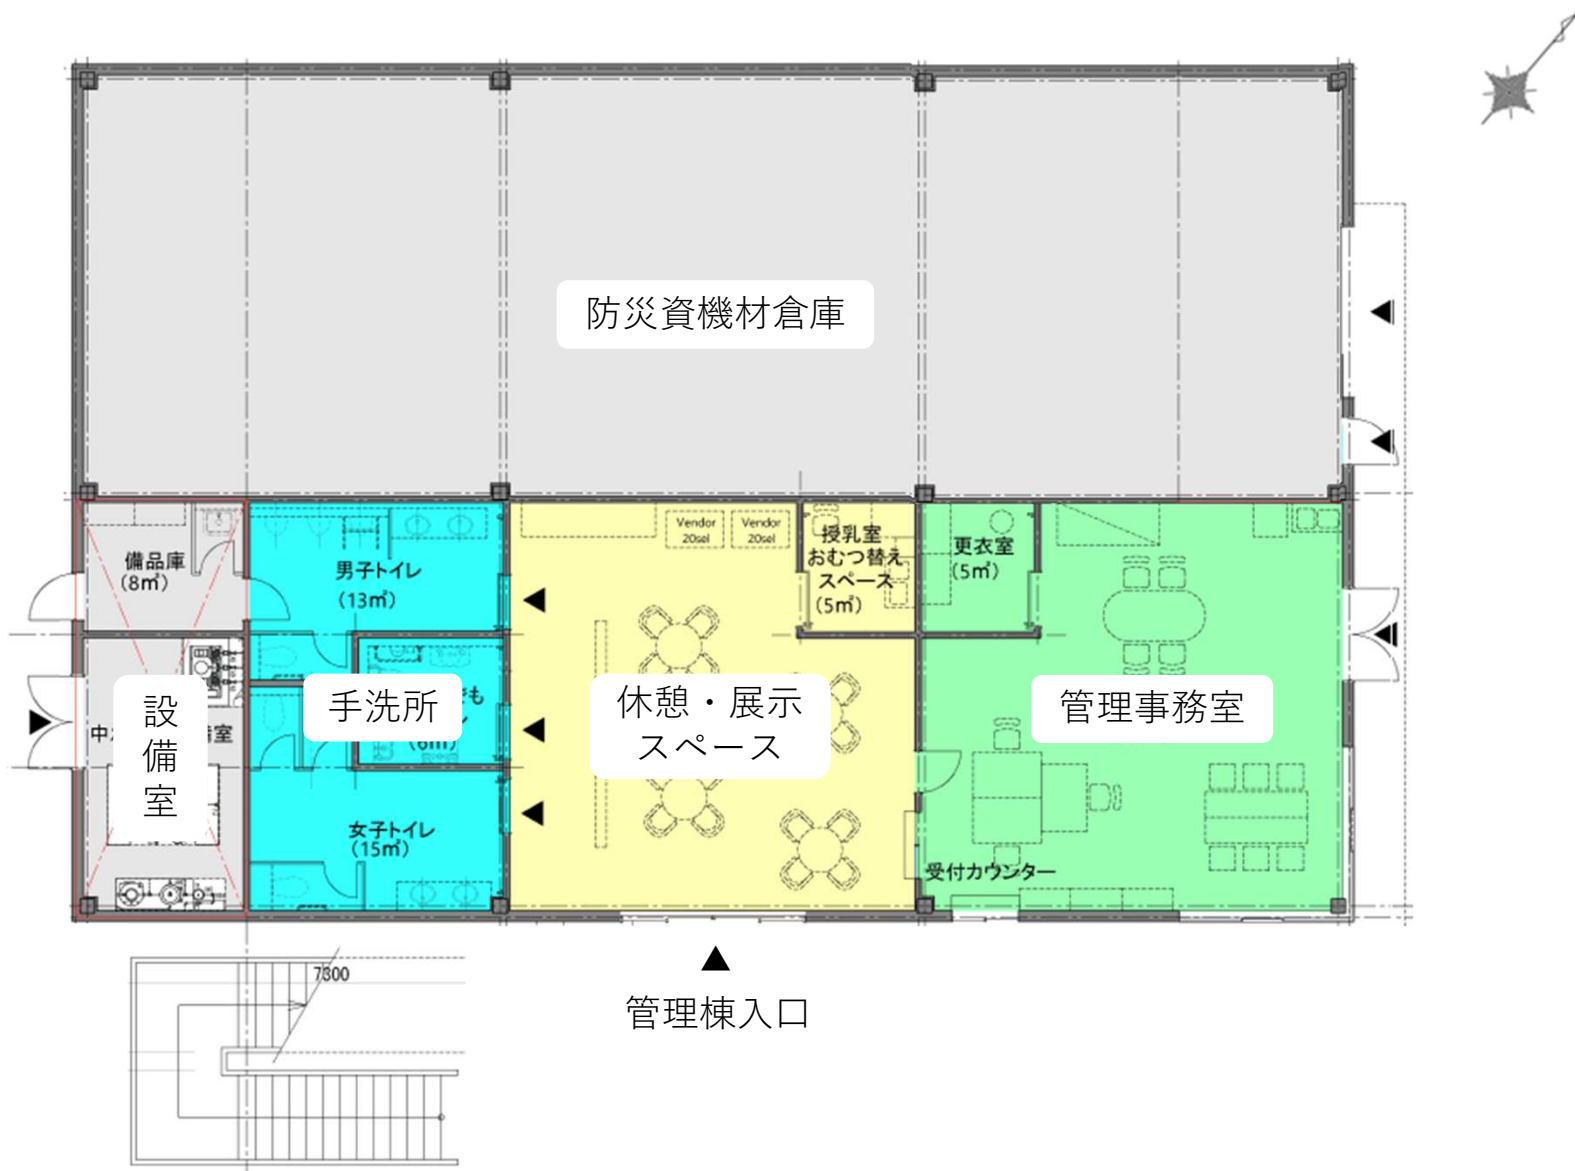 防災資機材倉庫
備品庫
(8㎡)
男子トイレ
(13㎡)
Vendor
20sel
Vendor
20sel
授乳室
おむつ替え
スペース
(5㎡)
更衣室
(5㎡)
設備室
手洗所
(6㎡)
休憩・展示
スペース
管理事務室
女子トイレ
(15㎡)
受付カウンター
7300
管理棟入口